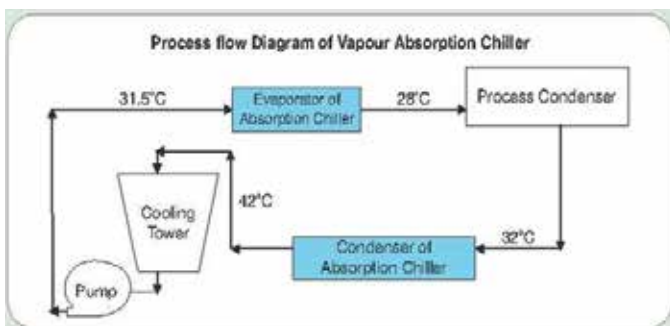 Process flow Diagram of Vapour Absorption Chiller
31.5°C
Evaporator of
Absorption Chiller
28°C
Process Condenser
Cooling
Tower
42°C
Condenser of
Absorption Chiller
32°C
Pump